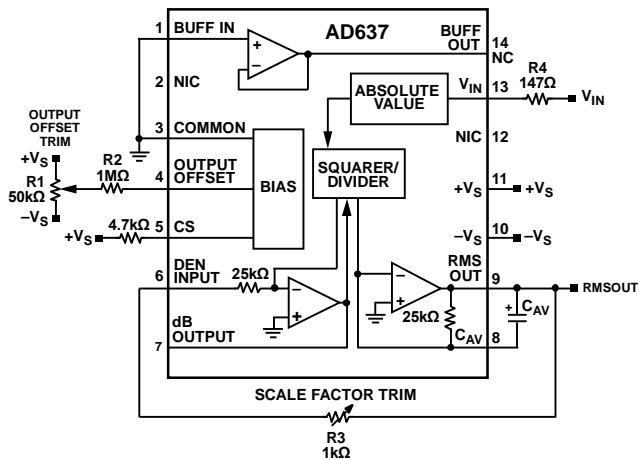 AD637
1 BUFF IN
BUFF OUT 14
NC
R4
147Ω
2 NIC
ABSOLUTE VALUE
VIN 13
VIN
NIC 12
OUTPUT OFFSET TRIM
3 COMMON
+VS
R2
1MΩ
4 OUTPUT OFFSET
BIAS
SQUARER/ DIVIDER
11
+VS
+VS
R1
50kΩ
−VS
+VS
4.7kΩ
5 CS
10
−VS
−VS
6 DEN INPUT
25kΩ
−
+
−
+
RMS OUT 9
RMSOUT
+
CAV
25kΩ
CAV 8
dB OUTPUT
7
SCALE FACTOR TRIM
R3
1kΩ
+
−